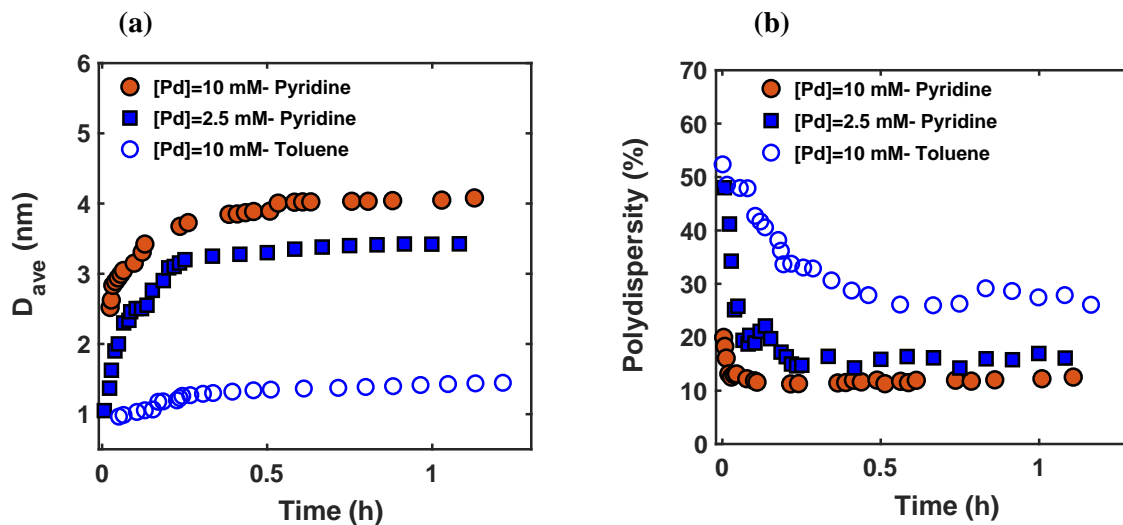 (a)
6
5
4
3
2
1
0
0.5
1
D_ave (nm)
Time (h)
[Pd]=10 mM- Pyridine
[Pd]=2.5 mM- Pyridine
[Pd]=10 mM- Toluene
(b)
70
60
50
40
30
20
10
0
0
0.5
1
Polydispersity (%)
Time (h)
[Pd]=10 mM- Pyridine
[Pd]=2.5 mM- Pyridine
[Pd]=10 mM- Toluene